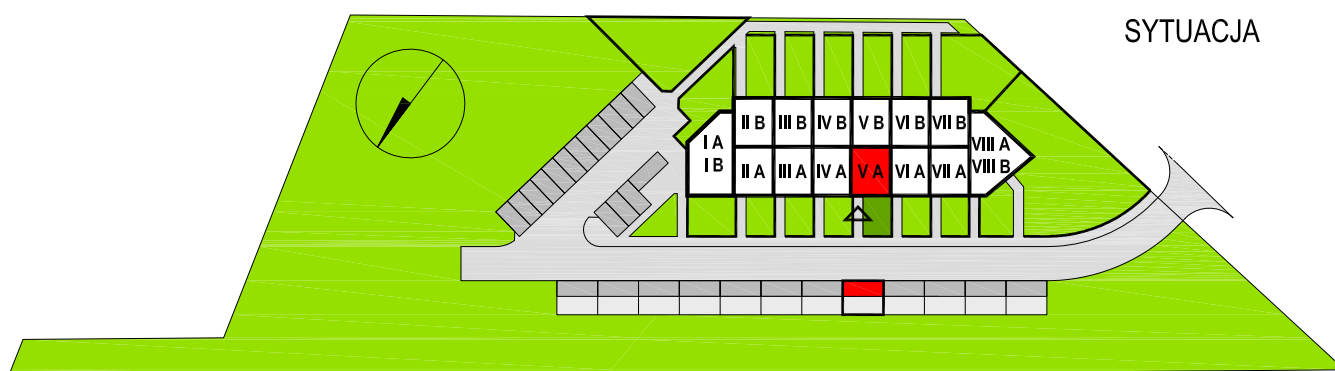 SYTUACJA
II B III B IV B V B VI B VII B
I A
I B
VIII A
VIII B
II A III A IV A V A VI A VII A